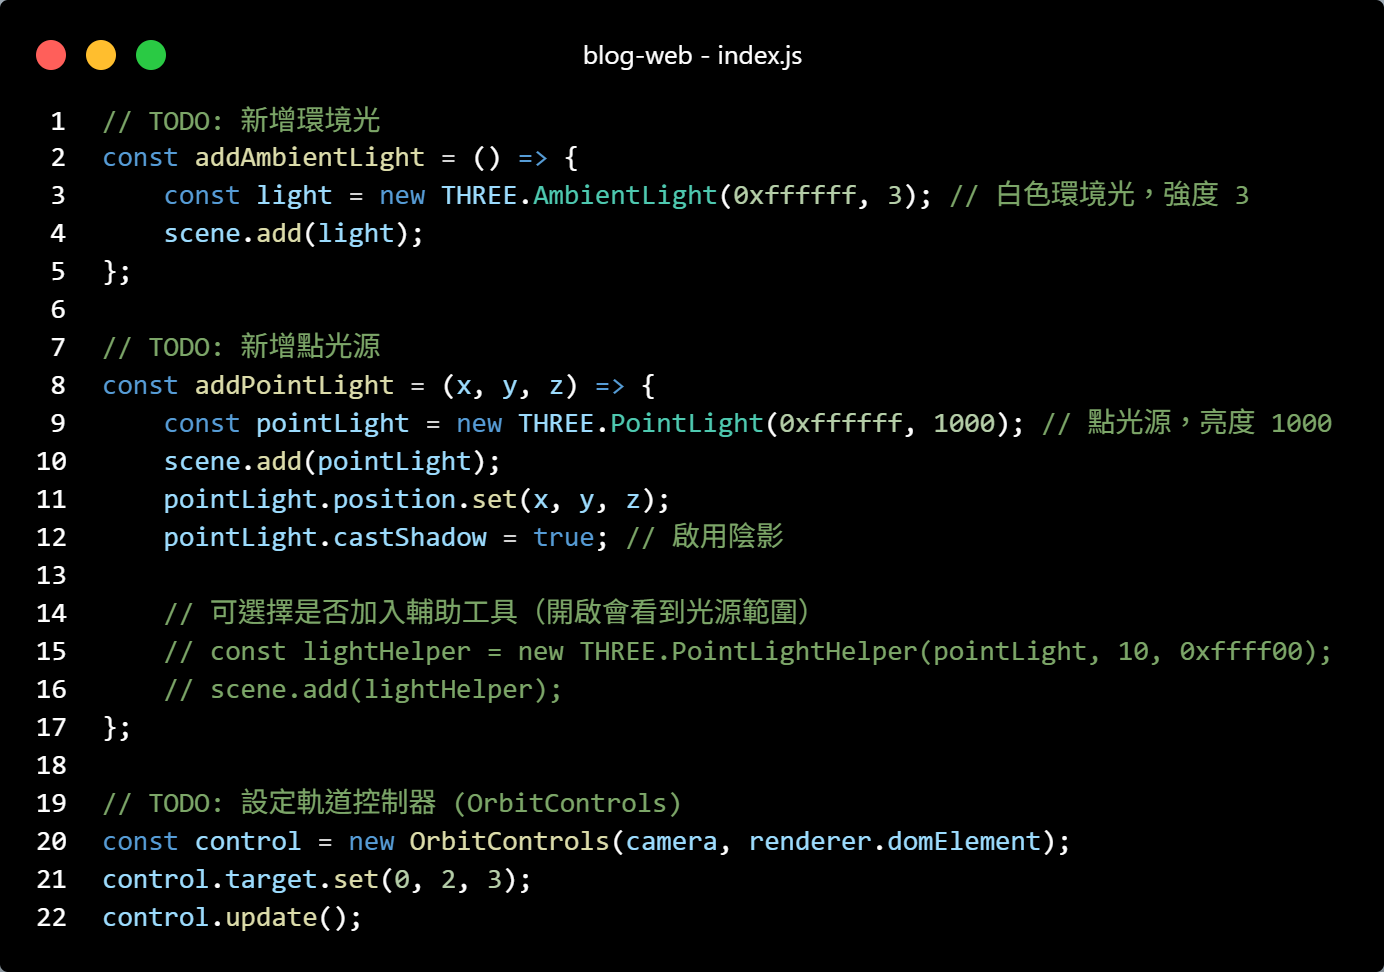 blog-web - index.js
1 // TODO: 新增環境光
2 const addAmbientLight = () => {
3     const light = new THREE.AmbientLight(0xffffff, 3); // 白色環境光，強度 3
4     scene.add(light);
5 };
6
7 // TODO: 新增點光源
8 const addPointLight = (x, y, z) => {
9     const pointLight = new THREE.PointLight(0xffffff, 1000); // 點光源，亮度 1000
10     scene.add(pointLight);
11     pointLight.position.set(x, y, z);
12     pointLight.castShadow = true; // 啟用陰影
13
14     // 可選擇是否加入輔助工具（開啟會看到光源範圍）
15     // const lightHelper = new THREE.PointLightHelper(pointLight, 10, 0xffff00);
16     // scene.add(lightHelper);
17 };
18
19 // TODO: 設定軌道控制器 (OrbitControls)
20 const control = new OrbitControls(camera, renderer.domElement);
21 control.target.set(0, 2, 3);
22 control.update();